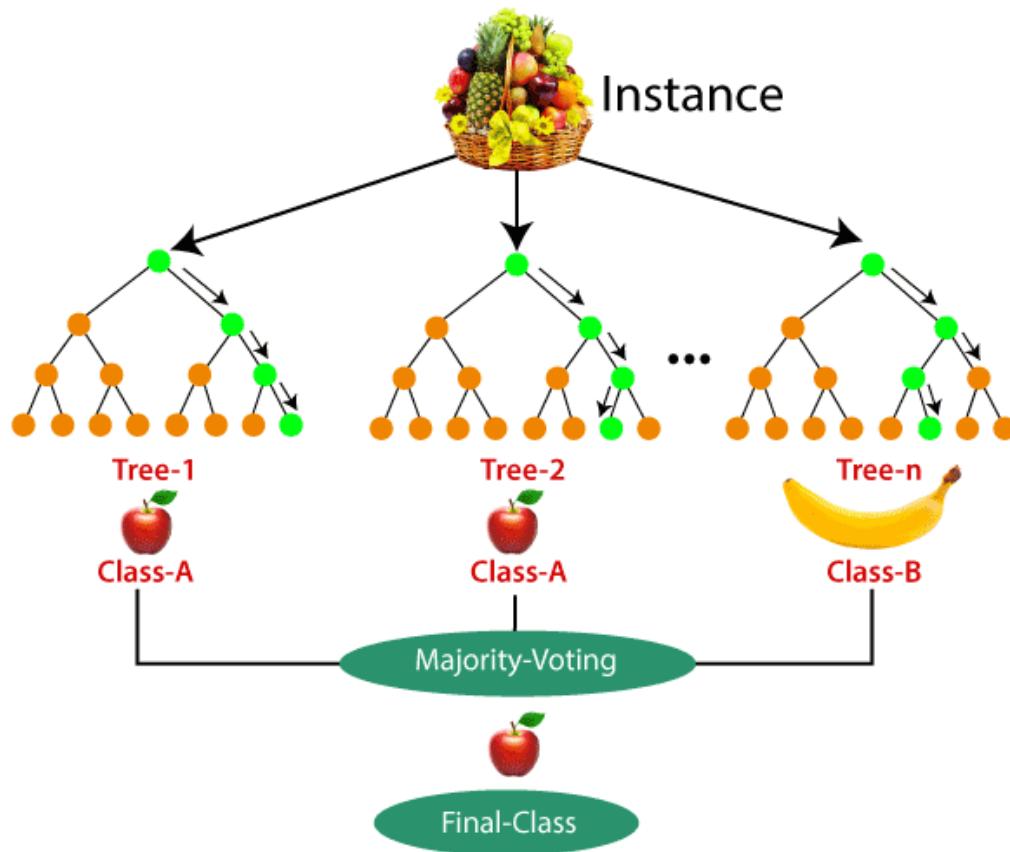 Instance
Tree-1
Tree-2
Tree-n
Class-A
Class-A
Class-B
Majority-Voting
Final-Class